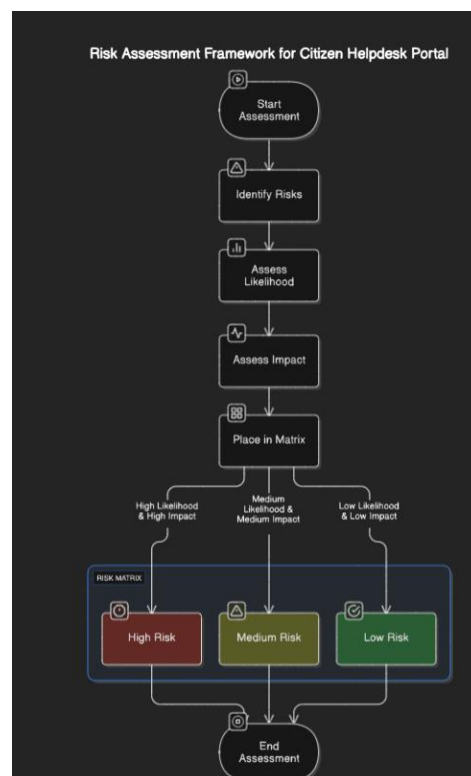 Risk Assessment Framework for Citizen Helpdesk Portal
Start
Assessment
Identify Risks
Assess
Likelihood
Assess Impact
Place in Matrix
High Likelihood
& High Impact
Medium
Likelihood &
Medium Impact
Low Likelihood
& Low Impact
RISK MATRIX
High Risk
Medium Risk
Low Risk
End
Assessment